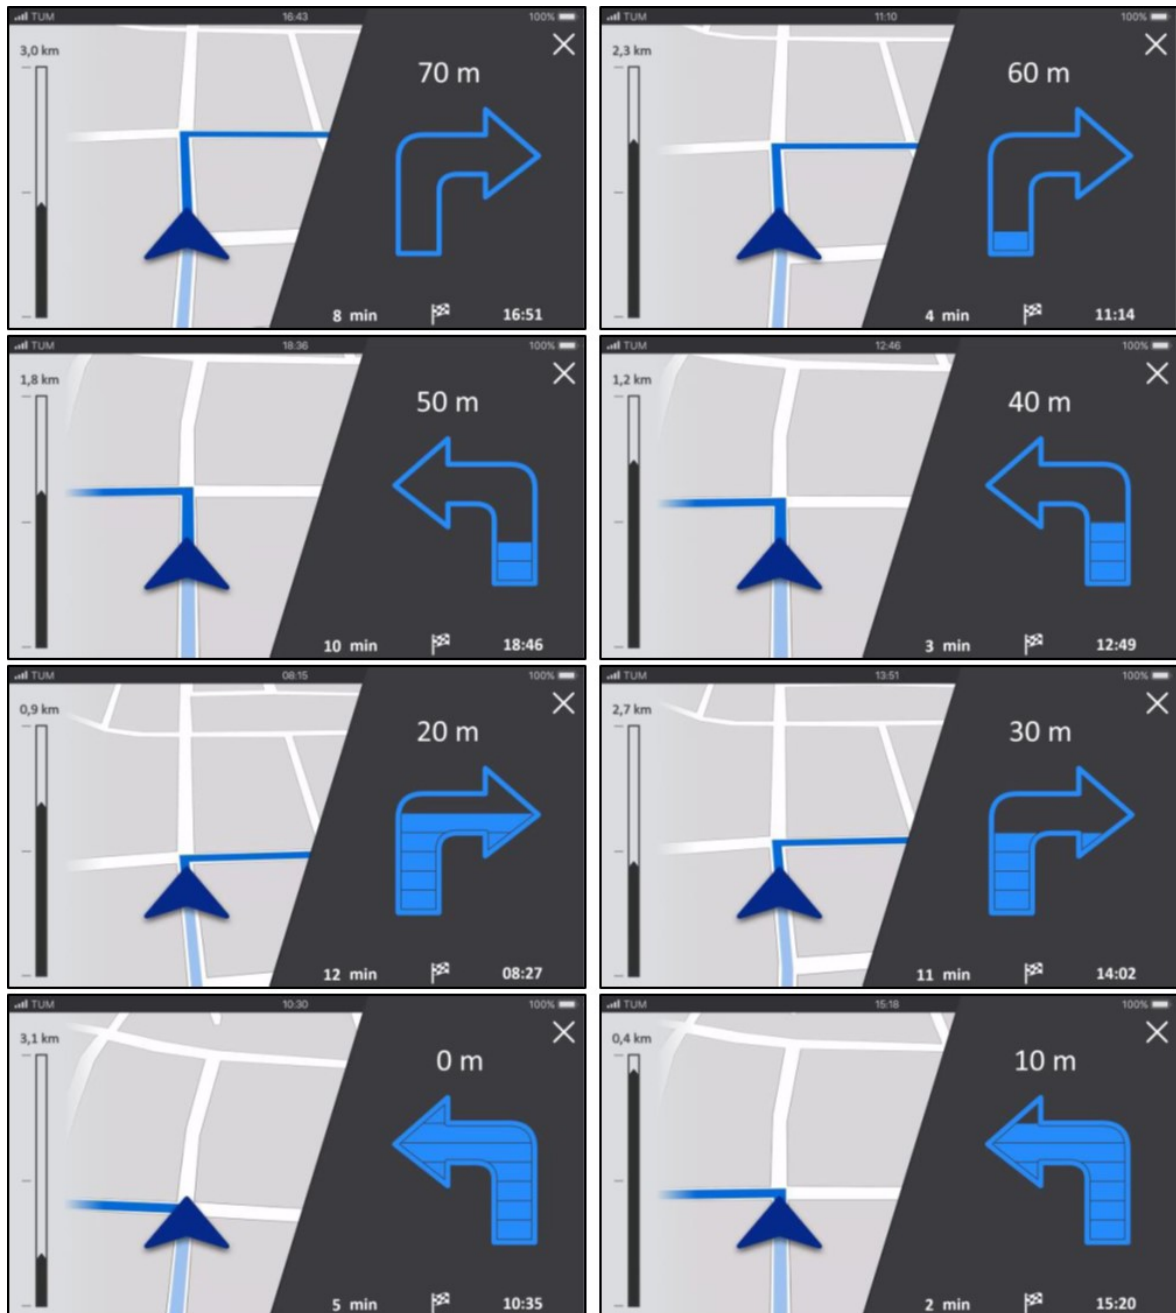 TUM 16:43 100%
3,0 km
70 m
8 min 16:51
TUM 11:10 100%
2,3 km
60 m
4 min 11:14
TUM 18:36 100%
1,8 km
50 m
10 min 18:46
TUM 12:46 100%
1,2 km
40 m
3 min 12:49
TUM 08:15 100%
0,9 km
20 m
12 min 08:27
TUM 13:51 100%
2,7 km
30 m
11 min 14:02
TUM 10:30 100%
3,1 km
0 m
5 min 10:35
TUM 15:18 100%
0,4 km
10 m
2 min 15:20